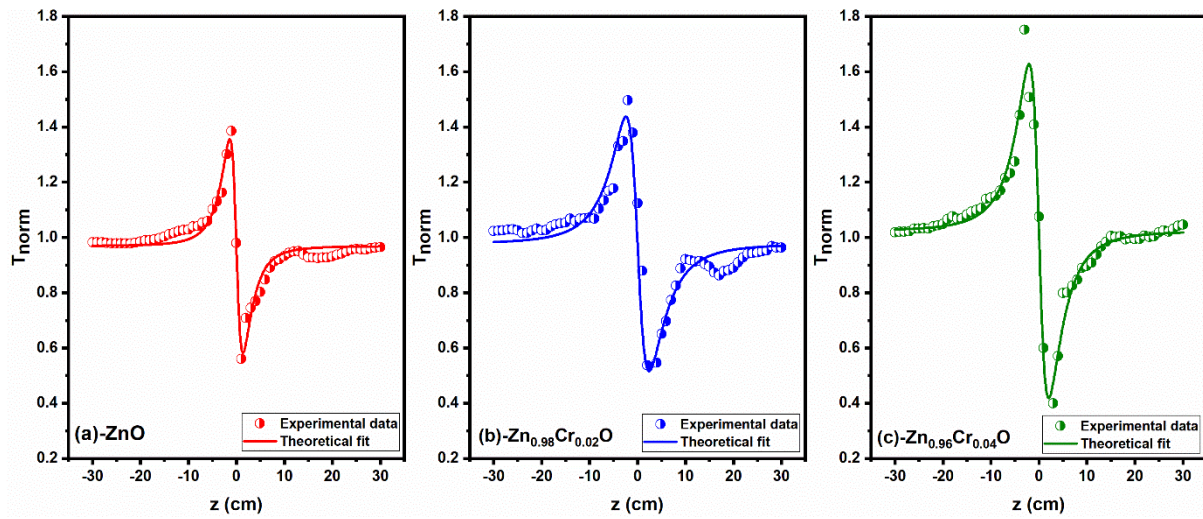 1.8
1.6
1.4
1.2
1.0
0.8
0.6
0.4
0.2
Tnorm
-30 -20 -10 0 10 20 30
z (cm)
(a)-ZnO
Experimental data
Theoretical fit
1.8
1.6
1.4
1.2
1.0
0.8
0.6
0.4
0.2
Tnorm
-30 -20 -10 0 10 20 30
z (cm)
(b)-Zn0.98Cr0.02O
Experimental data
Theoretical fit
1.8
1.6
1.4
1.2
1.0
0.8
0.6
0.4
0.2
Tnorm
-30 -20 -10 0 10 20 30
z (cm)
(c)-Zn0.96Cr0.04O
Experimental data
Theoretical fit